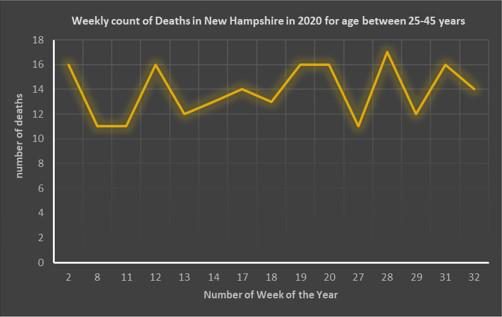 Weekly count of Deaths in New Hampshire in 2020 for age between 25-45 years
18
16
14
12
10
8
6
4
2
0
number of deaths
2 8 11 12 13 14 17 18 19 20 27 28 29 31 32
Number of Week of the Year